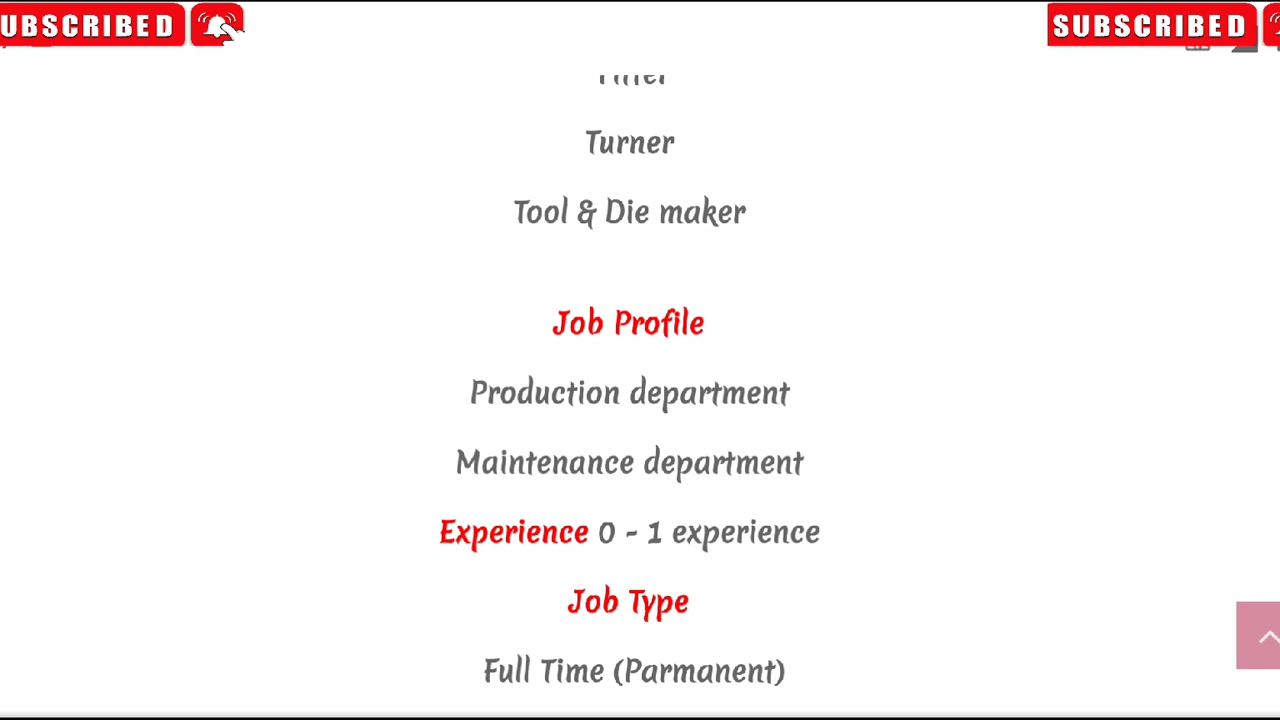 UBSCRIBED
SUBSCRIBED
Turner
Tool & Die maker
Job Profile
Production department
Maintenance department
Experience 0 - 1 experience
Job Type
Full Time (Parmanent)